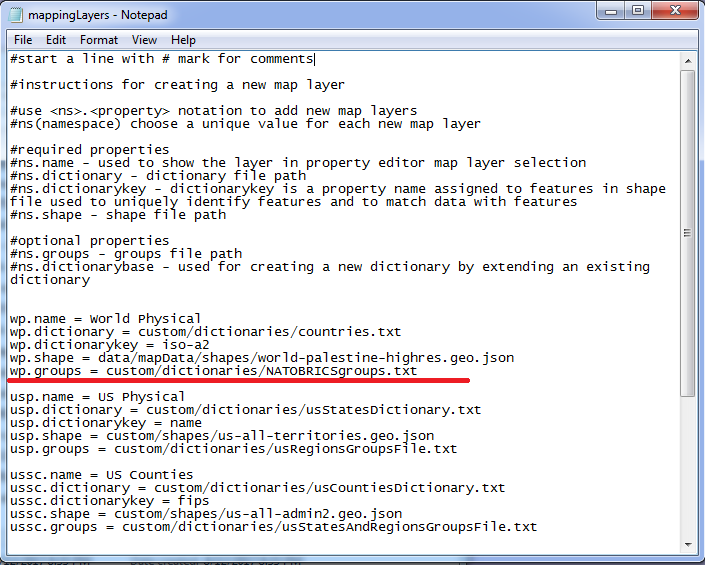 mappingLayers - Notepad
File Edit Format View Help
#start a line with # mark for comments
#instructions for creating a new map layer
#use <ns>.<property> notation to add new map layers
#ns(namespace) choose a unique value for each new map layer
#required properties
#ns.name - used to show the layer in property editor map layer selection
#ns.dictionary - dictionary file path
#ns.dictionarykey - dictionarykey is a property name assigned to features in shape
file used to uniquely identify features and to match data with features
#ns.shape - shape file path
#optional properties
#ns.groups - groups file path
#ns.dictionarybase - used for creating a new dictionary by extending an existing
dictionary
wp.name = World Physical
wp.dictionary = custom/dictionaries/countries.txt
wp.dictionarykey = iso-a2
wp.shape = data/mapData/shapes/world-palestine-highres.geo.json
wp.groups = custom/dictionaries/NATOBRICSgroups.txt
usp.name = US Physical
usp.dictionary = custom/dictionaries/usStatesDictionary.txt
usp.dictionarykey = name
usp.shape = custom/shapes/us-all-territories.geo.json
usp.groups = custom/dictionaries/usRegionsGroupsFile.txt
ussc.name = US Counties
ussc.dictionary = custom/dictionaries/usCountiesDictionary.txt
ussc.dictionarykey = fips
ussc.shape = custom/shapes/us-all-admin2.geo.json
ussc.groups = custom/dictionaries/usStatesAndRegionsGroupsFile.txt